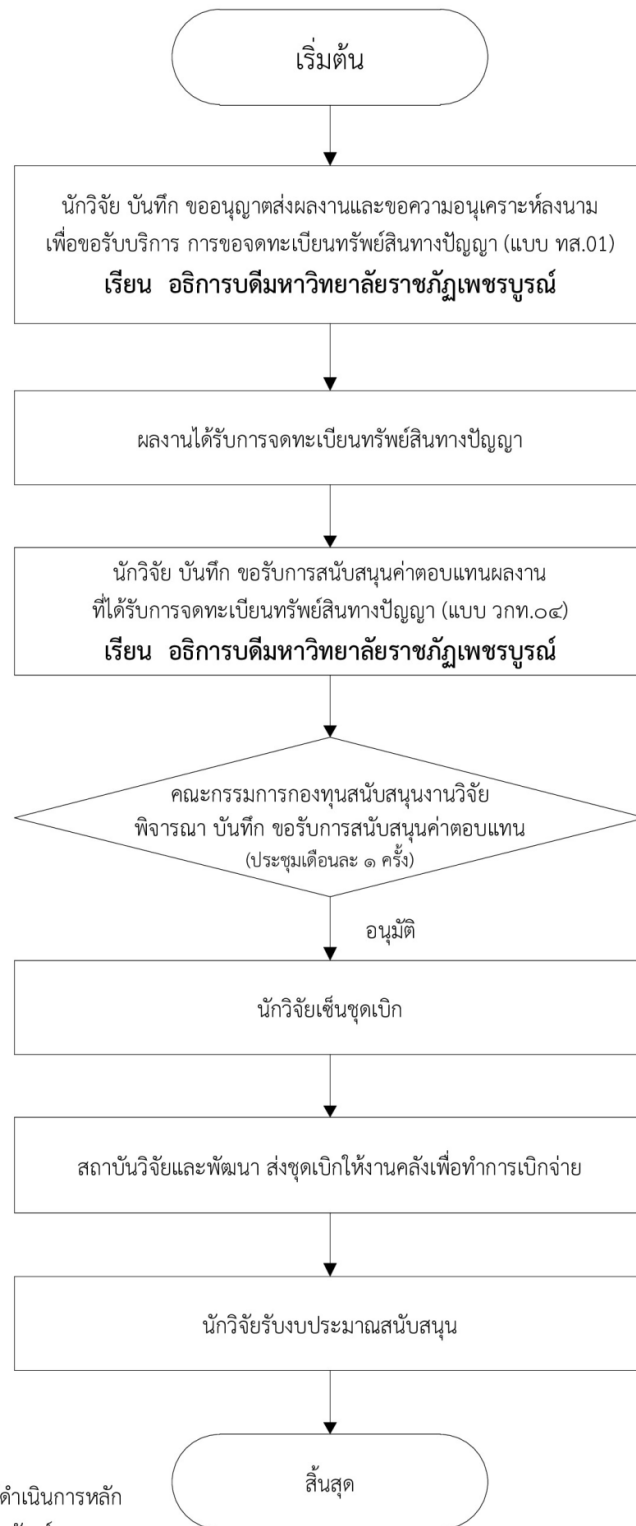 เริ่มต้น
นักวิจัย บันทึก ขออนุญาตส่งผลงานและขอความอนุเคราะห์ลงนาม
เพื่อขอรับบริการ การขอจดทะเบียนทรัพย์สินทางปัญญา (แบบ ทส.01)
เรียน อธิการบดีมหาวิทยาลัยราชภัฏเพชรบูรณ์
ผลงานได้รับการจดทะเบียนทรัพย์สินทางปัญญา
นักวิจัย บันทึก ขอรับการสนับสนุนค่าตอบแทนผลงาน
ที่ได้รับการจดทะเบียนทรัพย์สินทางปัญญา (แบบ วกท.๐๔)
เรียน อธิการบดีมหาวิทยาลัยราชภัฏเพชรบูรณ์
คณะกรรมการกองทุนสนับสนุนงานวิจัย
พิจารณา บันทึก ขอรับการสนับสนุนค่าตอบแทน
(ประชุมเดือนละ ๑ ครั้ง)
อนุมัติ
นักวิจัยเซ็นชุดเบิก
สถาบันวิจัยและพัฒนา ส่งชุดเบิกให้งานคลังเพื่อทำการเบิกจ่าย
นักวิจัยรับงบประมาณสนับสนุน
สิ้นสุด
ดำเนินการหลัก